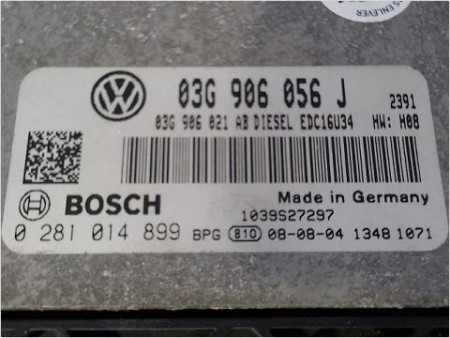 S ENLEVER
03G 906 056 J 2391
03G 906 021 AB DIESEL EDC16U34 HW: H08
BOSCH
Made in Germany
1039S27297
0 281 014 899 BPG 810 08-08-04 1348 1071